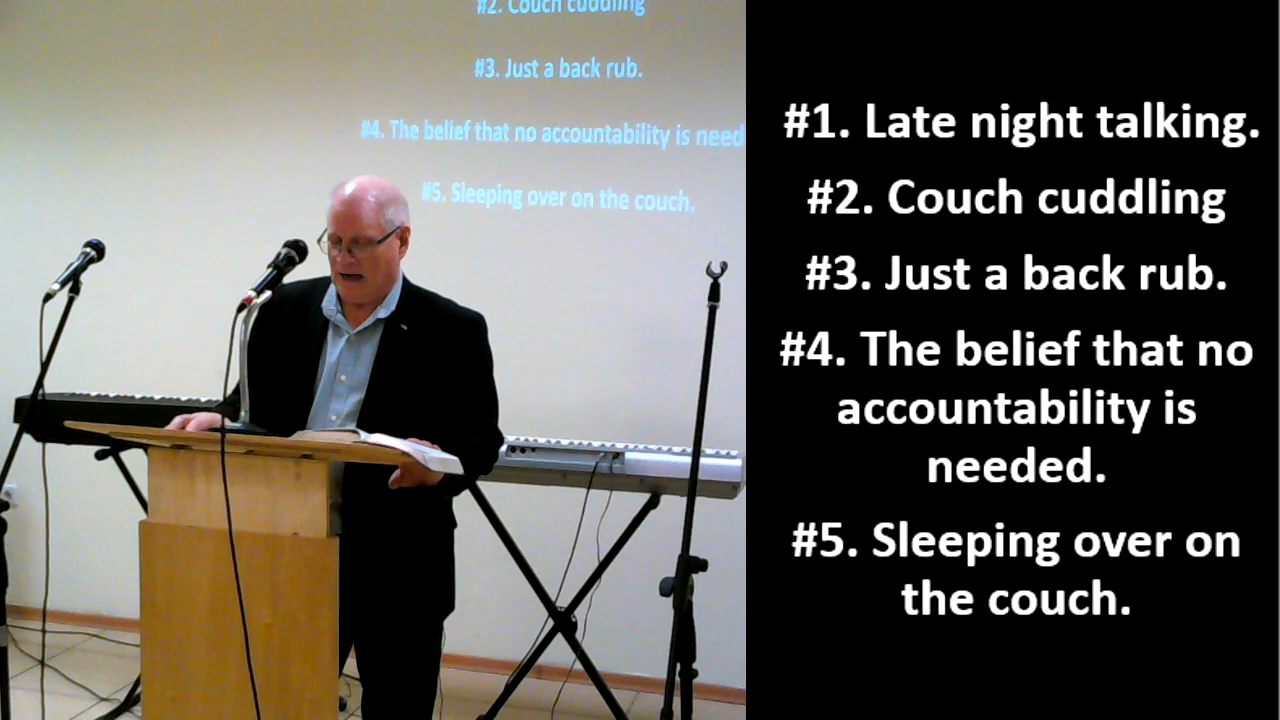 #2. Couch cuddling
#3. Just a back rub.
#4. The belief that no accountability is need
#5. Sleeping over on the couch.
#1. Late night talking.
#2. Couch cuddling
#3. Just a back rub.
#4. The belief that no
accountability is
needed.
#5. Sleeping over on
the couch.